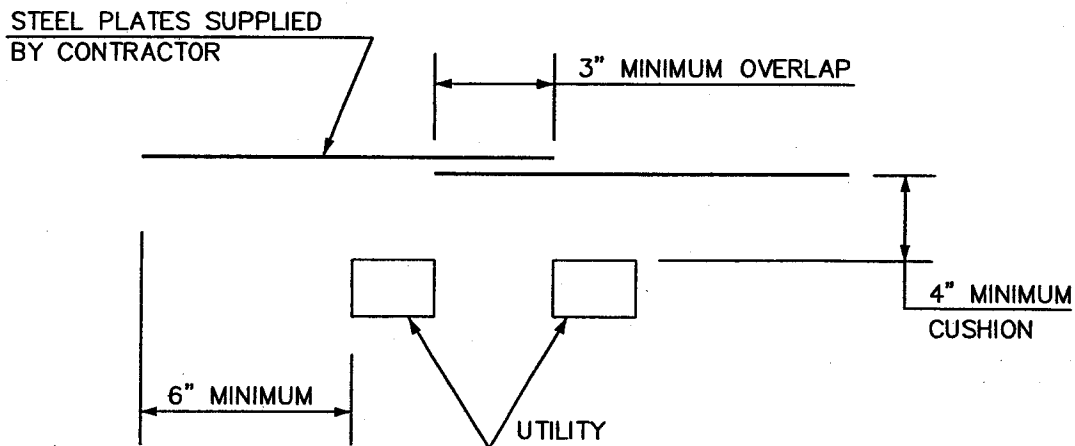 STEEL PLATES SUPPLIED
BY CONTRACTOR
3" MINIMUM OVERLAP
4" MINIMUM
CUSHION
6" MINIMUM
UTILITY